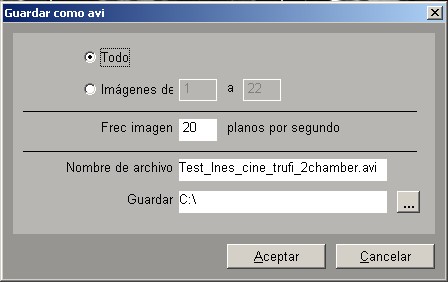 Guardar como avi
Todo
Imágenes de 1 a 22
Frec imagen 20 planos por segundo
Nombre de archivo Test_Ines_cine_trufi_2chamber.avi
Guardar C:\ ...
Aceptar Cancelar